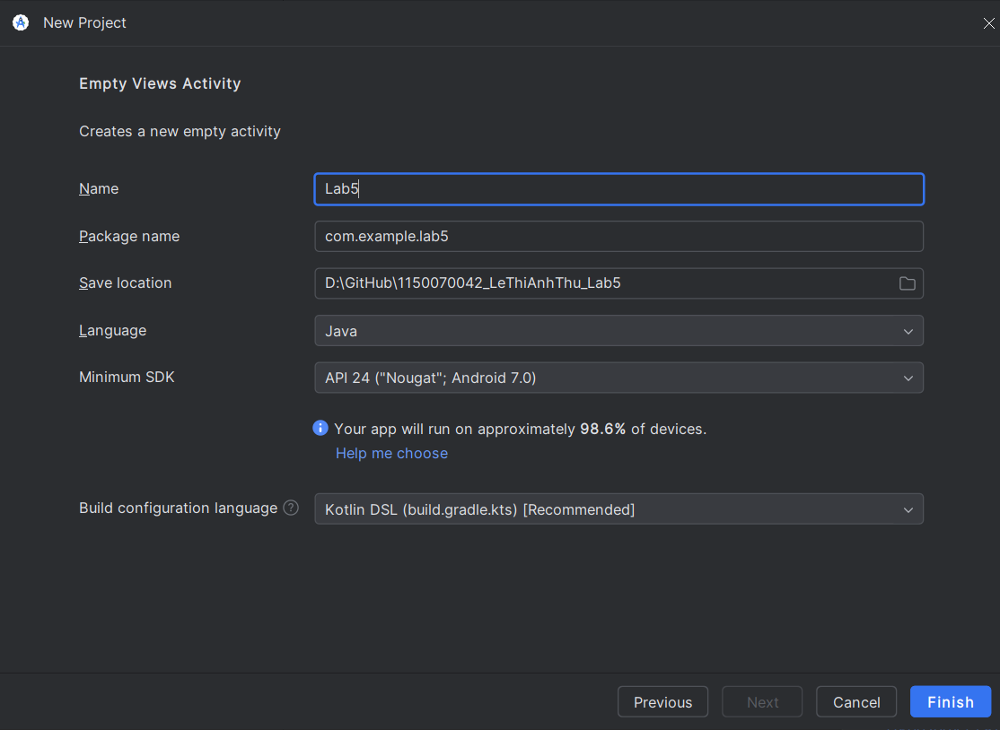 New Project
Empty Views Activity
Creates a new empty activity
Name Lab5
Package name com.example.lab5
Save location D:\GitHub\1150070042_LeThiAnhThu_Lab5
Language Java
Minimum SDK API 24 ("Nougat"; Android 7.0)
Your app will run on approximately 98.6% of devices.
Help me choose
Build configuration language ? Kotlin DSL (build.gradle.kts) [Recommended]
Previous Next Cancel Finish